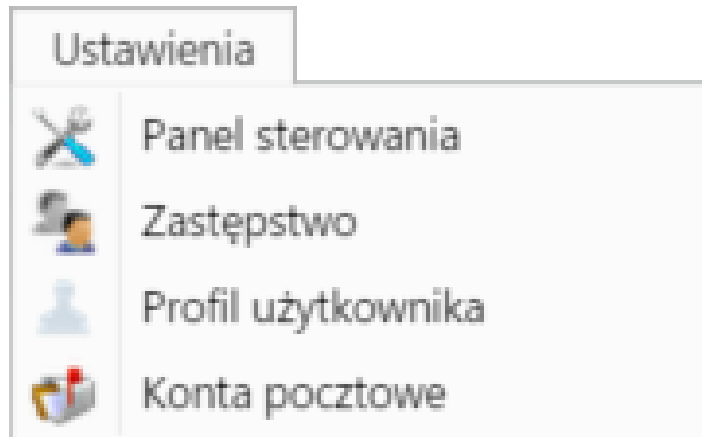 Ustawienia
Panel sterowania
Zastępstwo
Profil użytkownika
Konta pocztowe